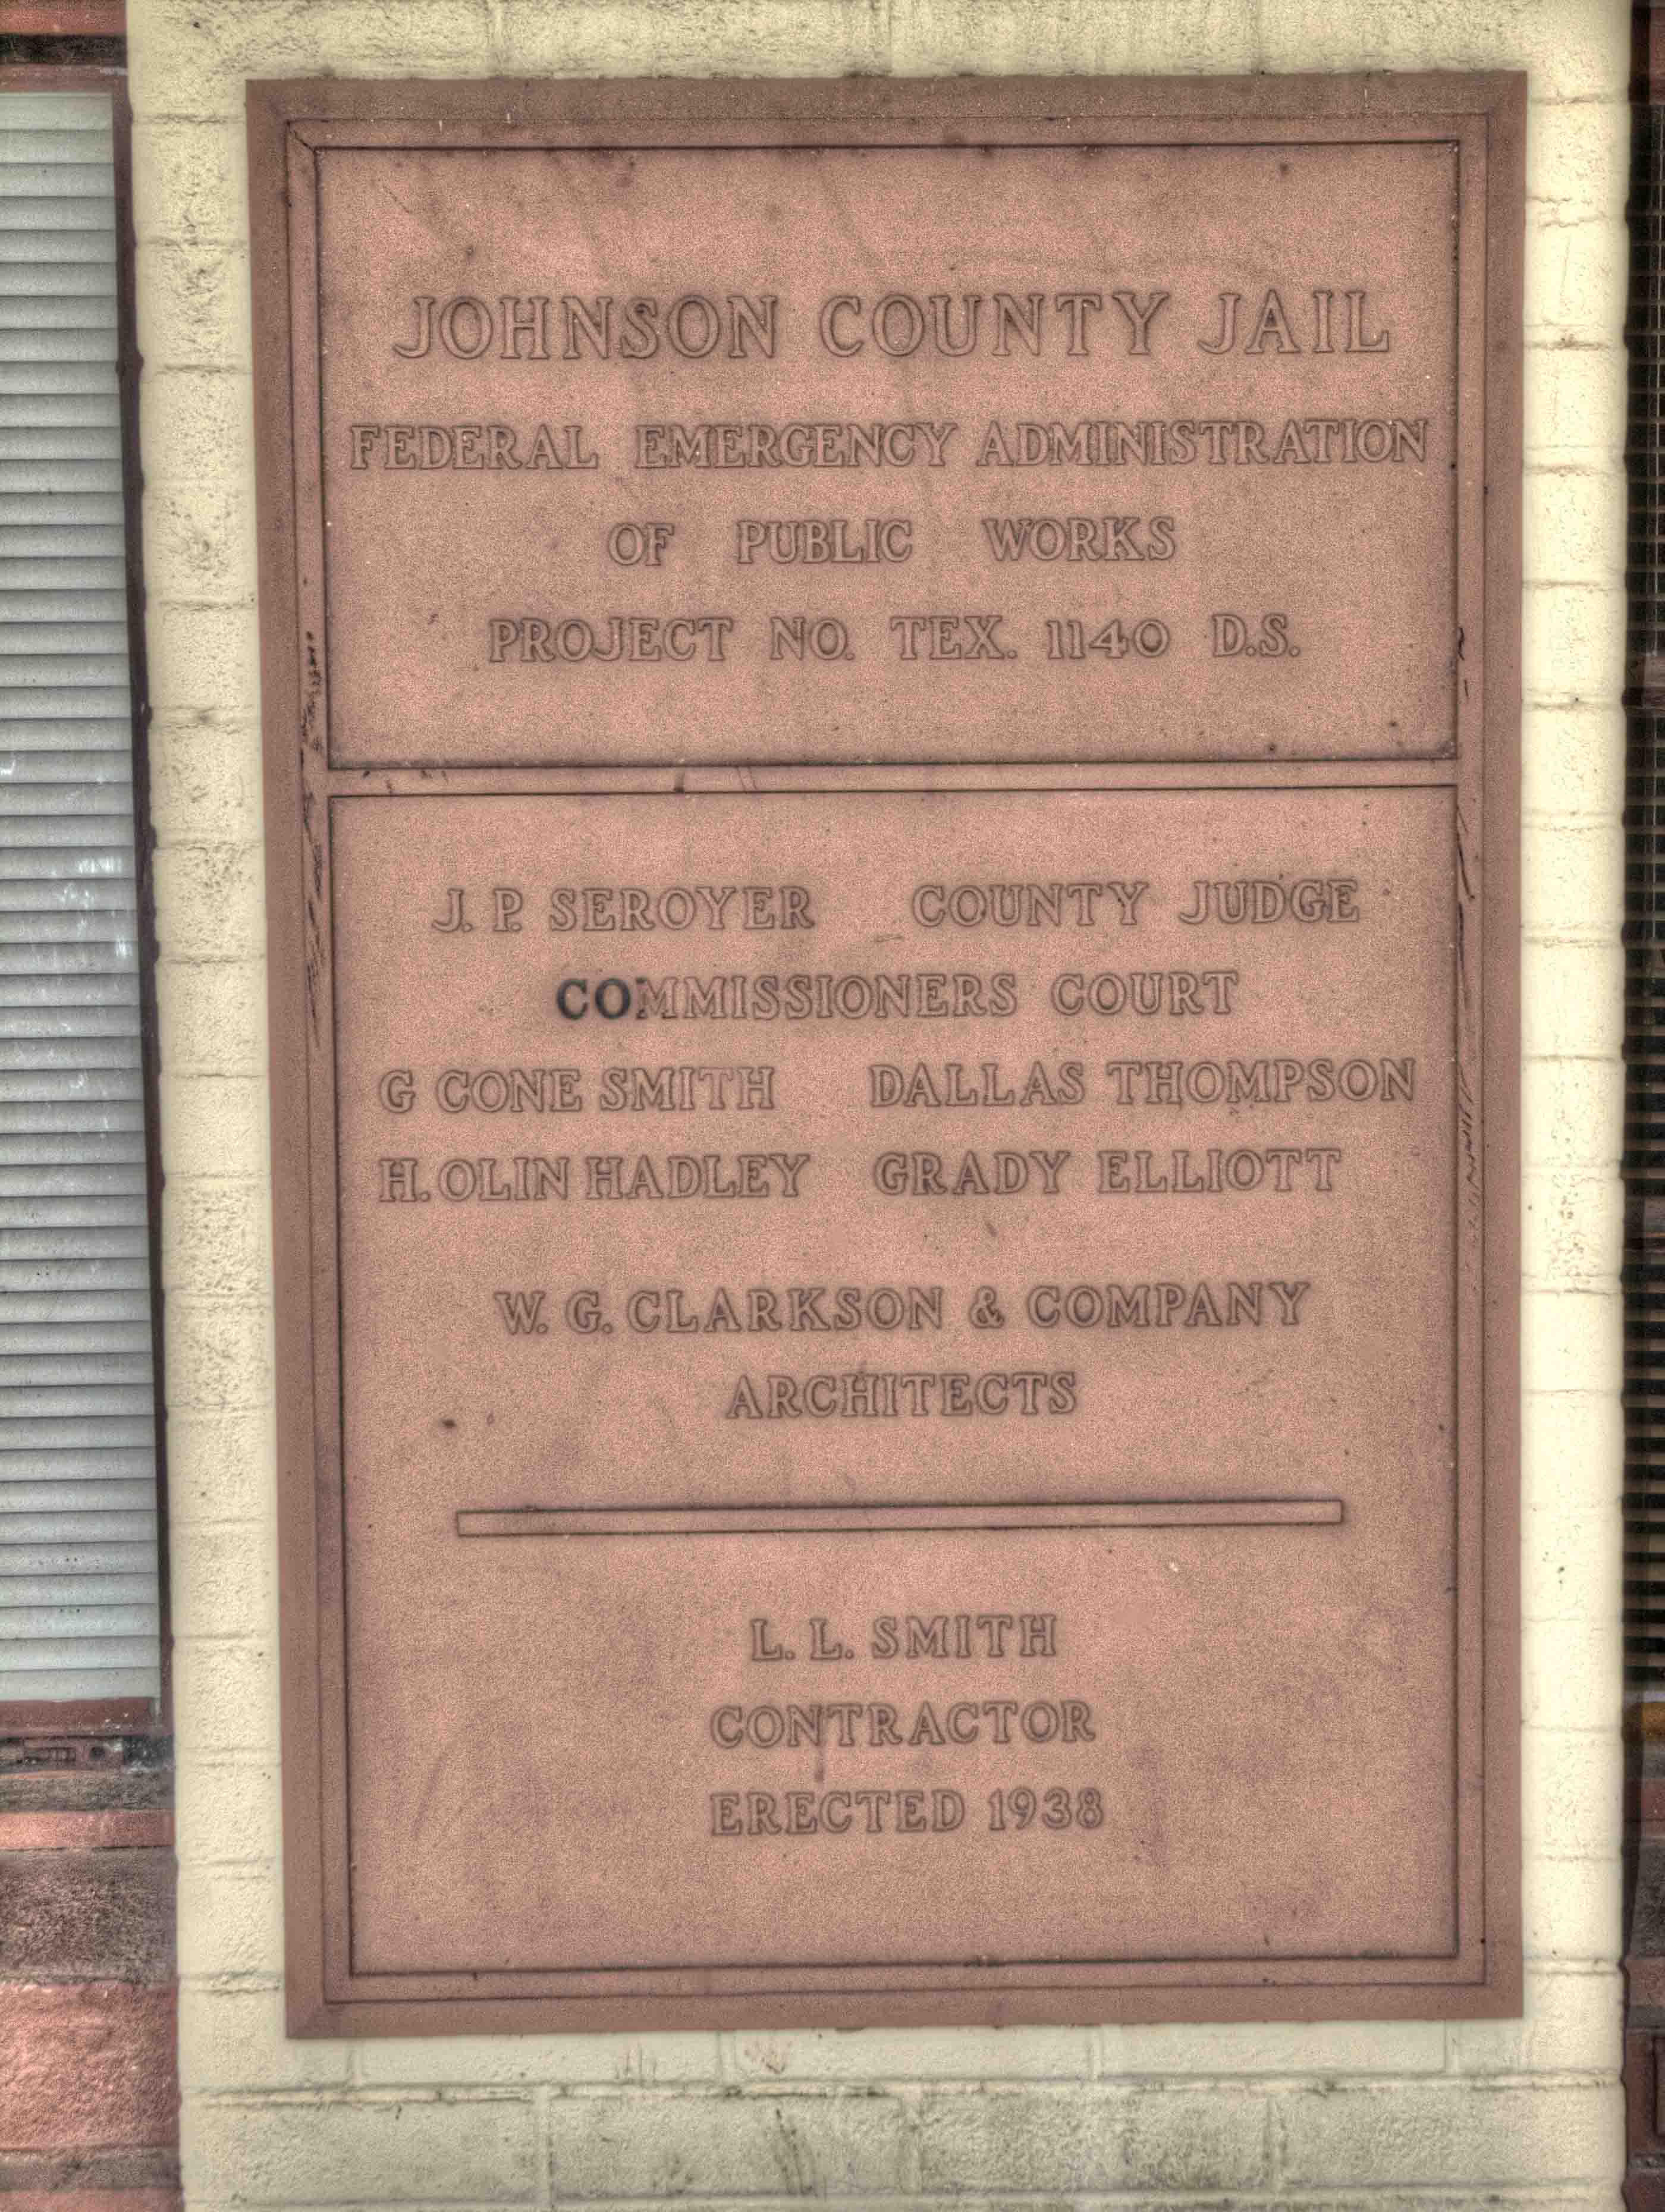 JOHNSON COUNTY JAIL
FEDERAL EMERGENCY ADMINISTRATION
OF PUBLIC WORKS
PROJECT NO. TEX. 1140 D.S.
J. P. SEROYER COUNTY JUDGE
COMMISSIONERS COURT
G CONE SMITH DALLAS THOMPSON
H. OLIN HADLEY GRADY ELLIOTT
W. G. CLARKSON & COMPANY
ARCHITECTS
L. L. SMITH
CONTRACTOR
ERECTED 1938